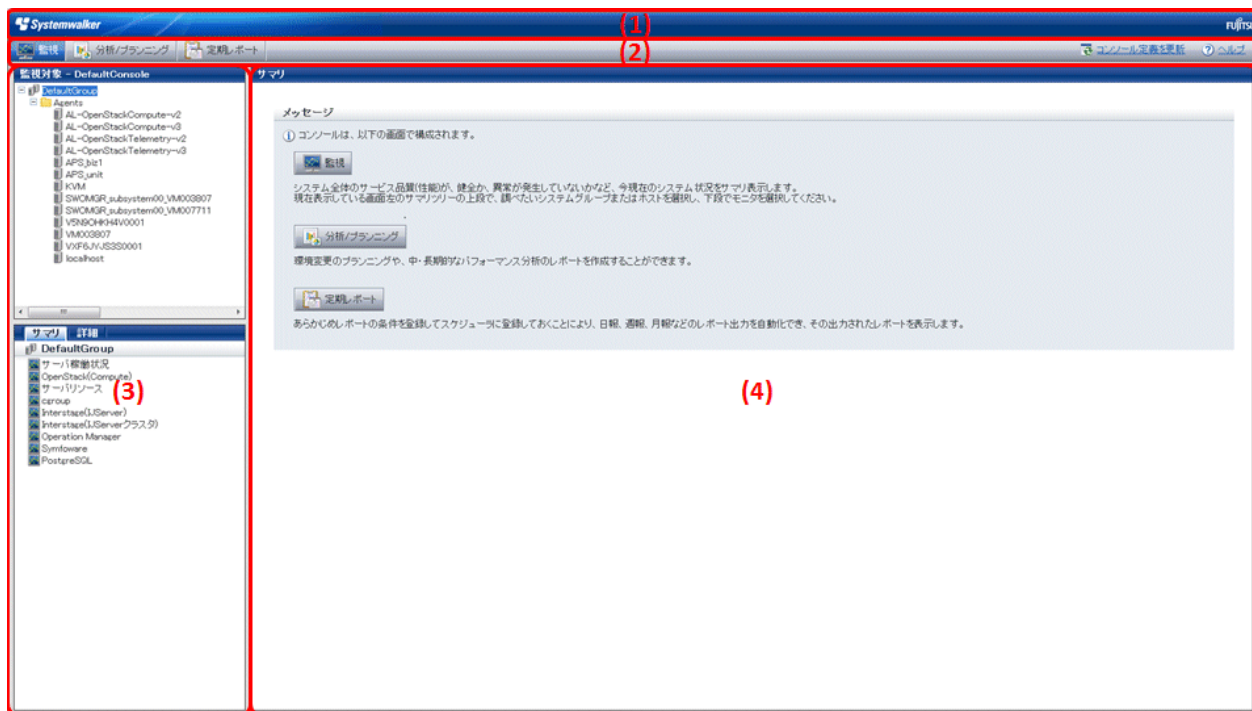 Systemwalker
(1)
FUJITSU
監視
分析/プランニング
定期レポート
(2)
コンソール定義を更新
ヘルプ
監視対象 - DefaultConsole
DefaultGroup
Agents
AL-OpenStackCompute-v2
AL-OpenStackCompute-v3
AL-OpenStackTelemetry-v2
AL-OpenStackTelemetry-v3
APS_biz1
APS_unit
KVM
SWOMGR_subsystem00_VM003807
SWOMGR_subsystem00_VM007711
VM003807
localhost
サマリ
詳細
DefaultGroup
サーバ稼働状況
OpenStack(Compute)
サーバリソース
cgroup
Interstage(IJServer)
Interstage(IJServerクラスタ)
Operation Manager
Symfoware
PostgreSQL
(3)
サマリ
メッセージ
コンソールは、以下の画面で構成されます。
監視
システム全体のサービス品質(性能)が、健全か、異常が発生していないかなど、今現在のシステム状況をサマリ表示します。
現在表示している画面左のサマリツリーの上段で、調べたいシステムグループまたはホストを選択し、下段でモニタを選択してください。
分析/プランニング
環境変更のプランニングや、中・長期的なパフォーマンス分析のレポートを作成することができます。
定期レポート
あらかじめレポートの条件を登録してスケジューラに登録しておくことにより、日報、週報、月報などのレポート出力を自動化でき、その出力されたレポートを表示します。
(4)